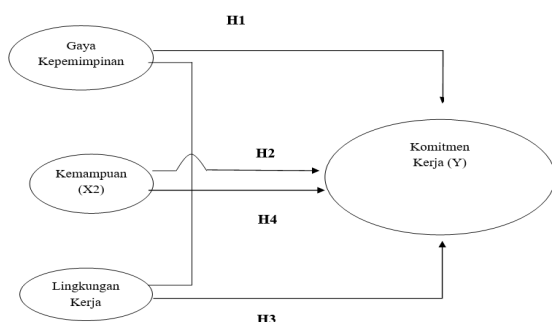 H1
Gaya
Kepemimpinan
H2
Komitmen
Kerja (Y)
Kemampuan
(X2)
H4
Lingkungan
Kerja
H3